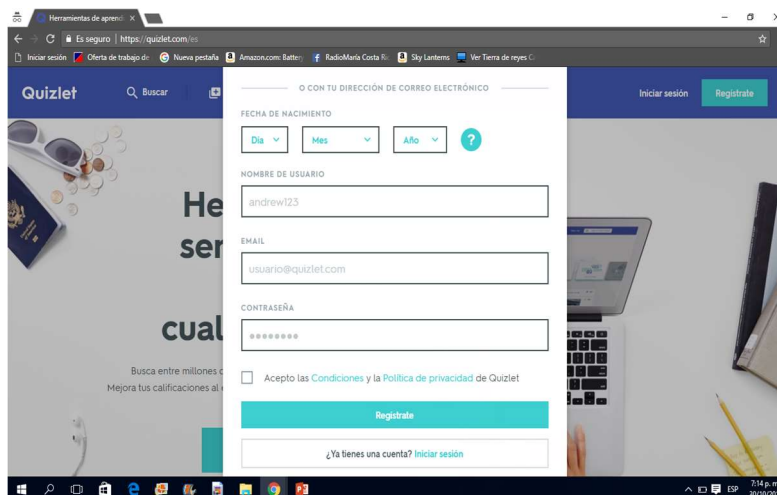 Herramientas de aprendi
Es seguro | https://quizlet.com/es
Iniciar sesión Oferta de trabajo de Nueva pestaña Amazon.com: Battery RadioMaría Costa Ri Sky Lanterns Ver Tierra de reyes C
Quizlet Buscar Iniciar sesión Regístrate
O CON TU DIRECCIÓN DE CORREO ELECTRÓNICO
FECHA DE NACIMIENTO
Día Mes Año ?
NOMBRE DE USUARIO
andrew123
He
EMAIL
ser
usuario@quizlet.com
CONTRASEÑA
cual
Busca entre millones
Acepto las Condiciones y la Política de privacidad de Quizlet
Mejora tus calificaciones al
Regístrate
¿Ya tienes una cuenta? Iniciar sesión
ESP 7:14 p. m